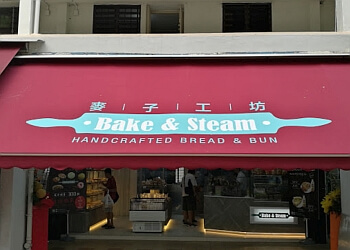 麥 | 子 | 工 | 坊
• Bake & Steam •
HANDCRAFTED BREAD & BUN
Bake & Steam